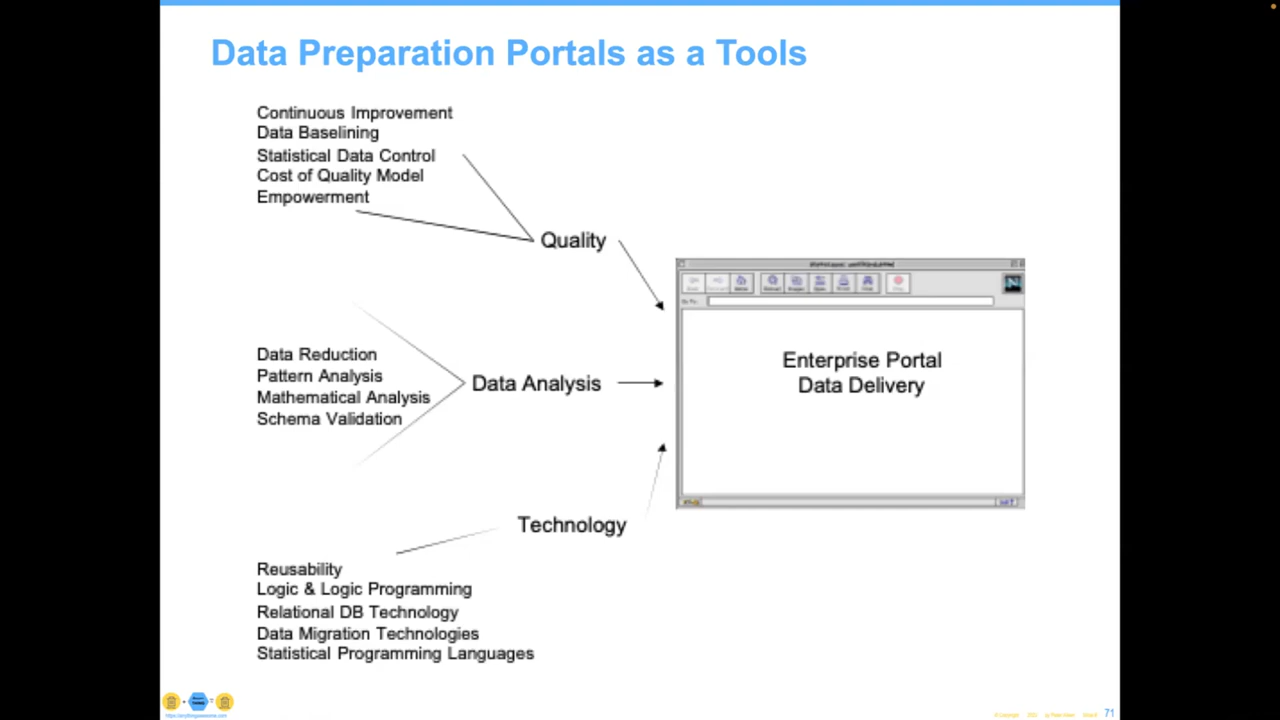 Data Preparation Portals as a Tools
Continuous Improvement
Data Baselining
Statistical Data Control
Cost of Quality Model
Empowerment
Quality
Data Reduction
Pattern Analysis
Mathematical Analysis
Schema Validation
Data Analysis
Enterprise Portal
Data Delivery
Technology
Reusability
Logic & Logic Programming
Relational DB Technology
Data Migration Technologies
Statistical Programming Languages
71